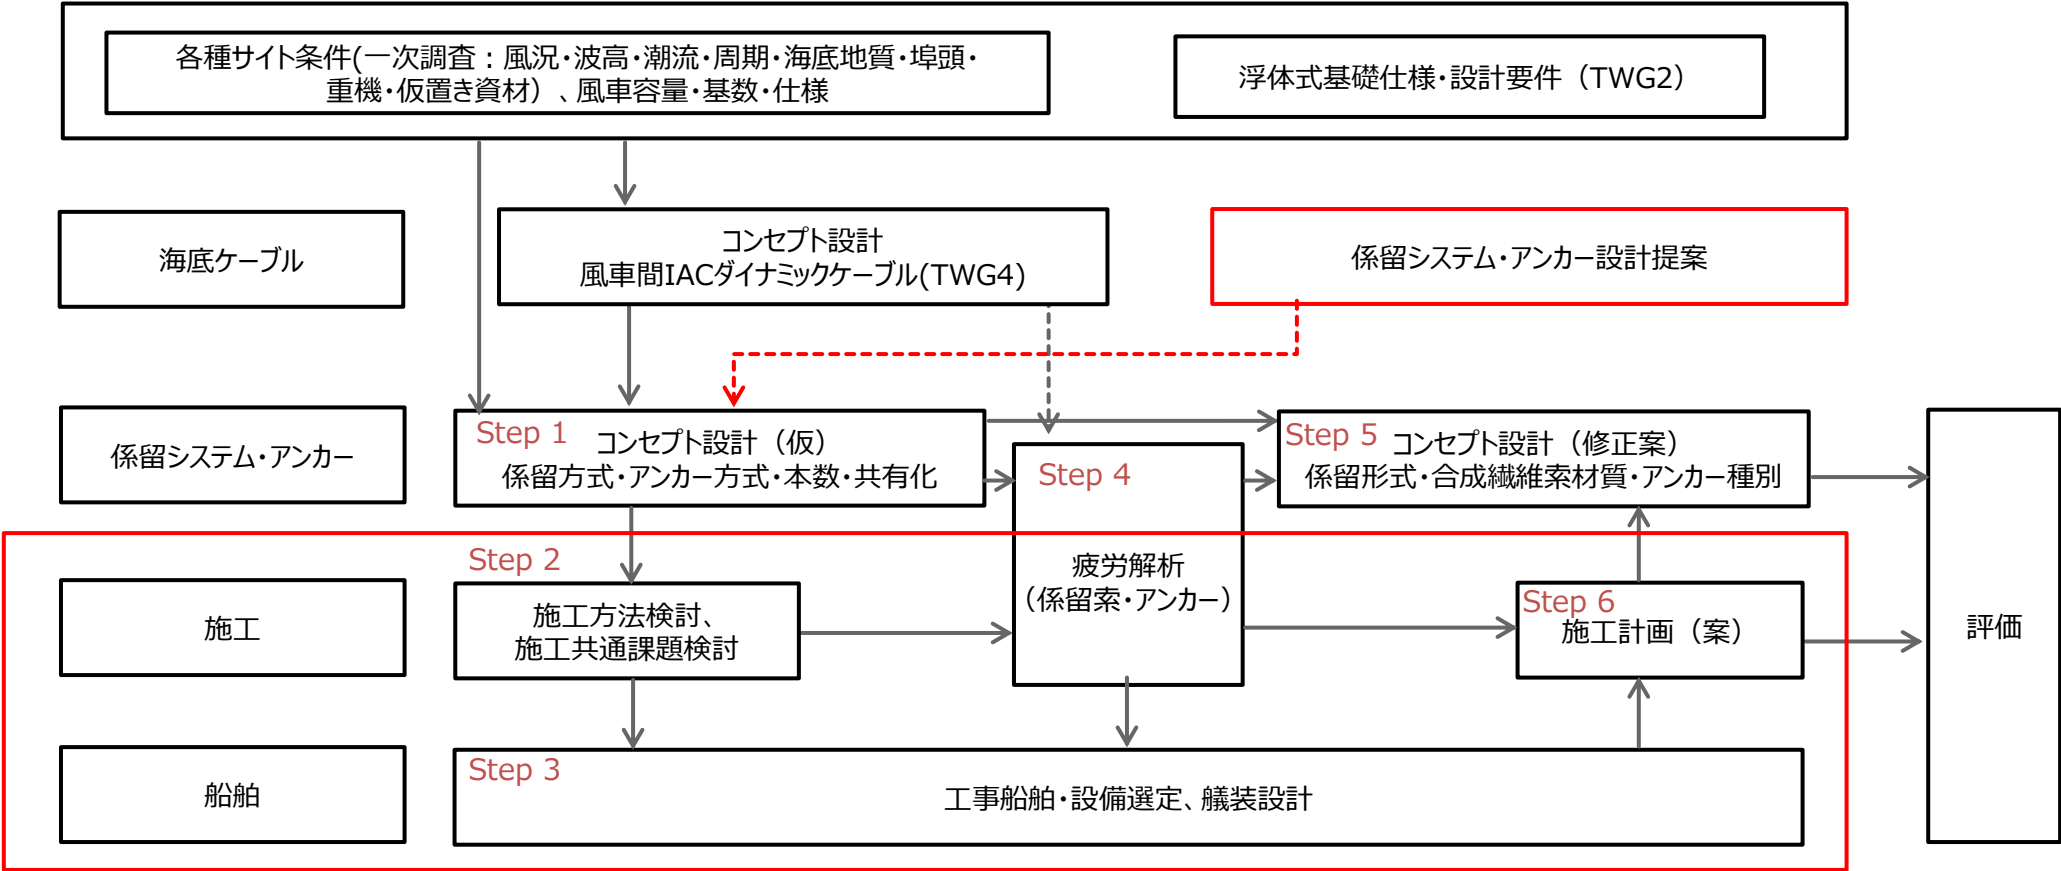 各種サイト条件(一次調査：風況・波高・潮流・周期・海底地質・埠頭・
重機・仮置き資材）、風車容量・基数・仕様
浮体式基礎仕様・設計要件（TWG2）
海底ケーブル
コンセプト設計
風車間IACダイナミックケーブル(TWG4)
係留システム・アンカー設計提案
係留システム・アンカー
Step 1
コンセプト設計（仮）
係留方式・アンカー方式・本数・共有化
Step 4
疲労解析
（係留索・アンカー）
Step 5
コンセプト設計（修正案）
係留形式・合成繊維索材質・アンカー種別
施工
Step 2
施工方法検討、
施工共通課題検討
Step 6
施工計画（案）
評価
船舶
Step 3
工事船舶・設備選定、艤装設計